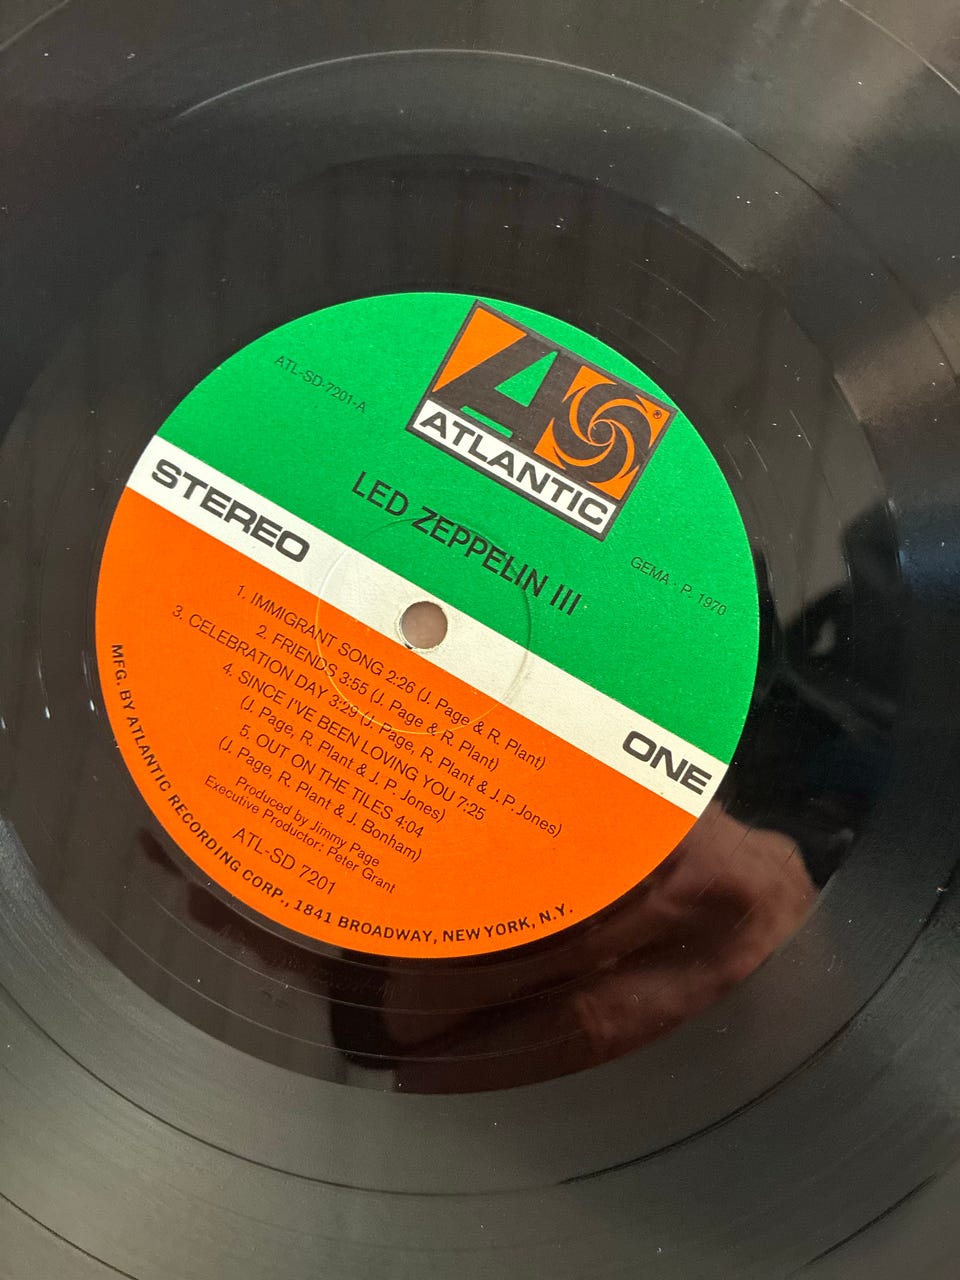 ATL-SD-7201-A
ATLANTIC
®
LED ZEPPELIN III
GEMA · P. 1970
STEREO
ONE
1. IMMIGRANT SONG 2:26 (J. Page & R. Plant)
2. FRIENDS 3:55 (J. Page & R. Plant)
3. CELEBRATION DAY 3:29 (J. Page, R. Plant & J. P. Jones)
4. SINCE I'VE BEEN LOVING YOU 7:25
(J. Page, R. Plant & J. P. Jones)
5. OUT ON THE TILES 4:04
(J. Page, R. Plant & J. Bonham)
Produced by Jimmy Page
Executive Productor: Peter Grant
ATL-SD 7201
MFG. BY ATLANTIC RECORDING CORP., 1841 BROADWAY, NEW YORK, N.Y.